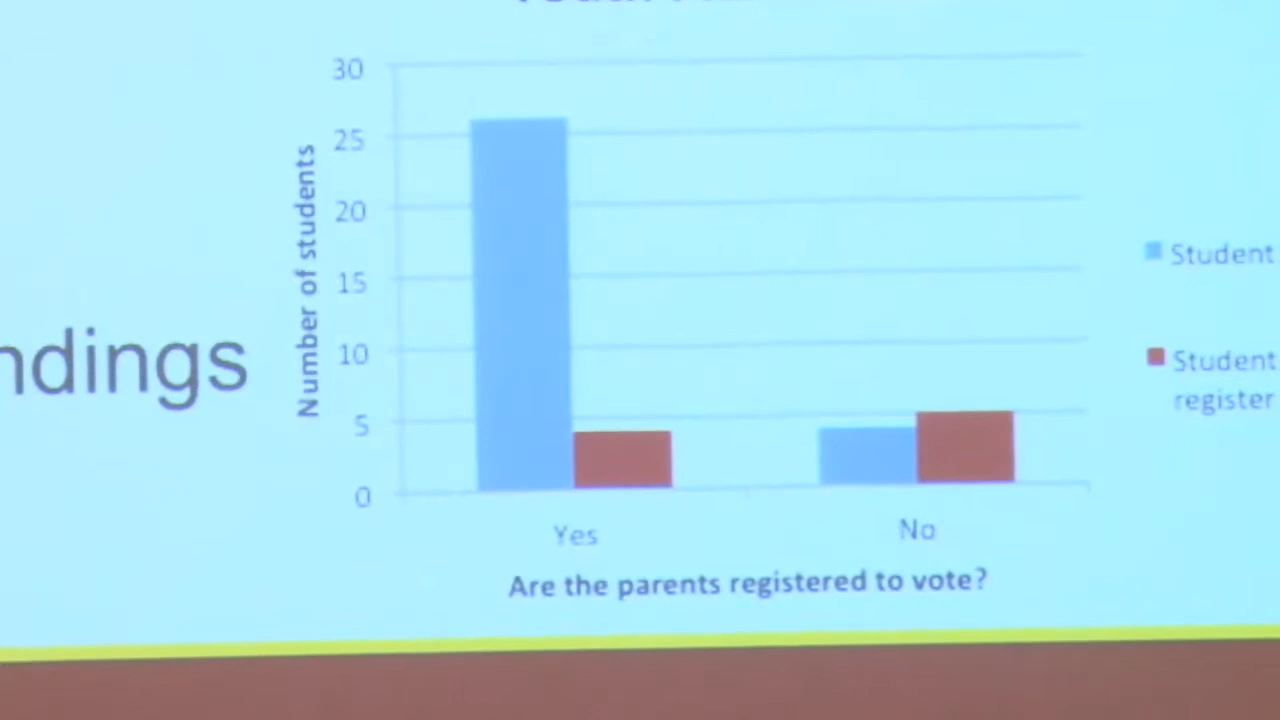 30
25
20
15
10
5
0
Number of students
ndings
Yes
No
Are the parents registered to vote?
Student
Student
register